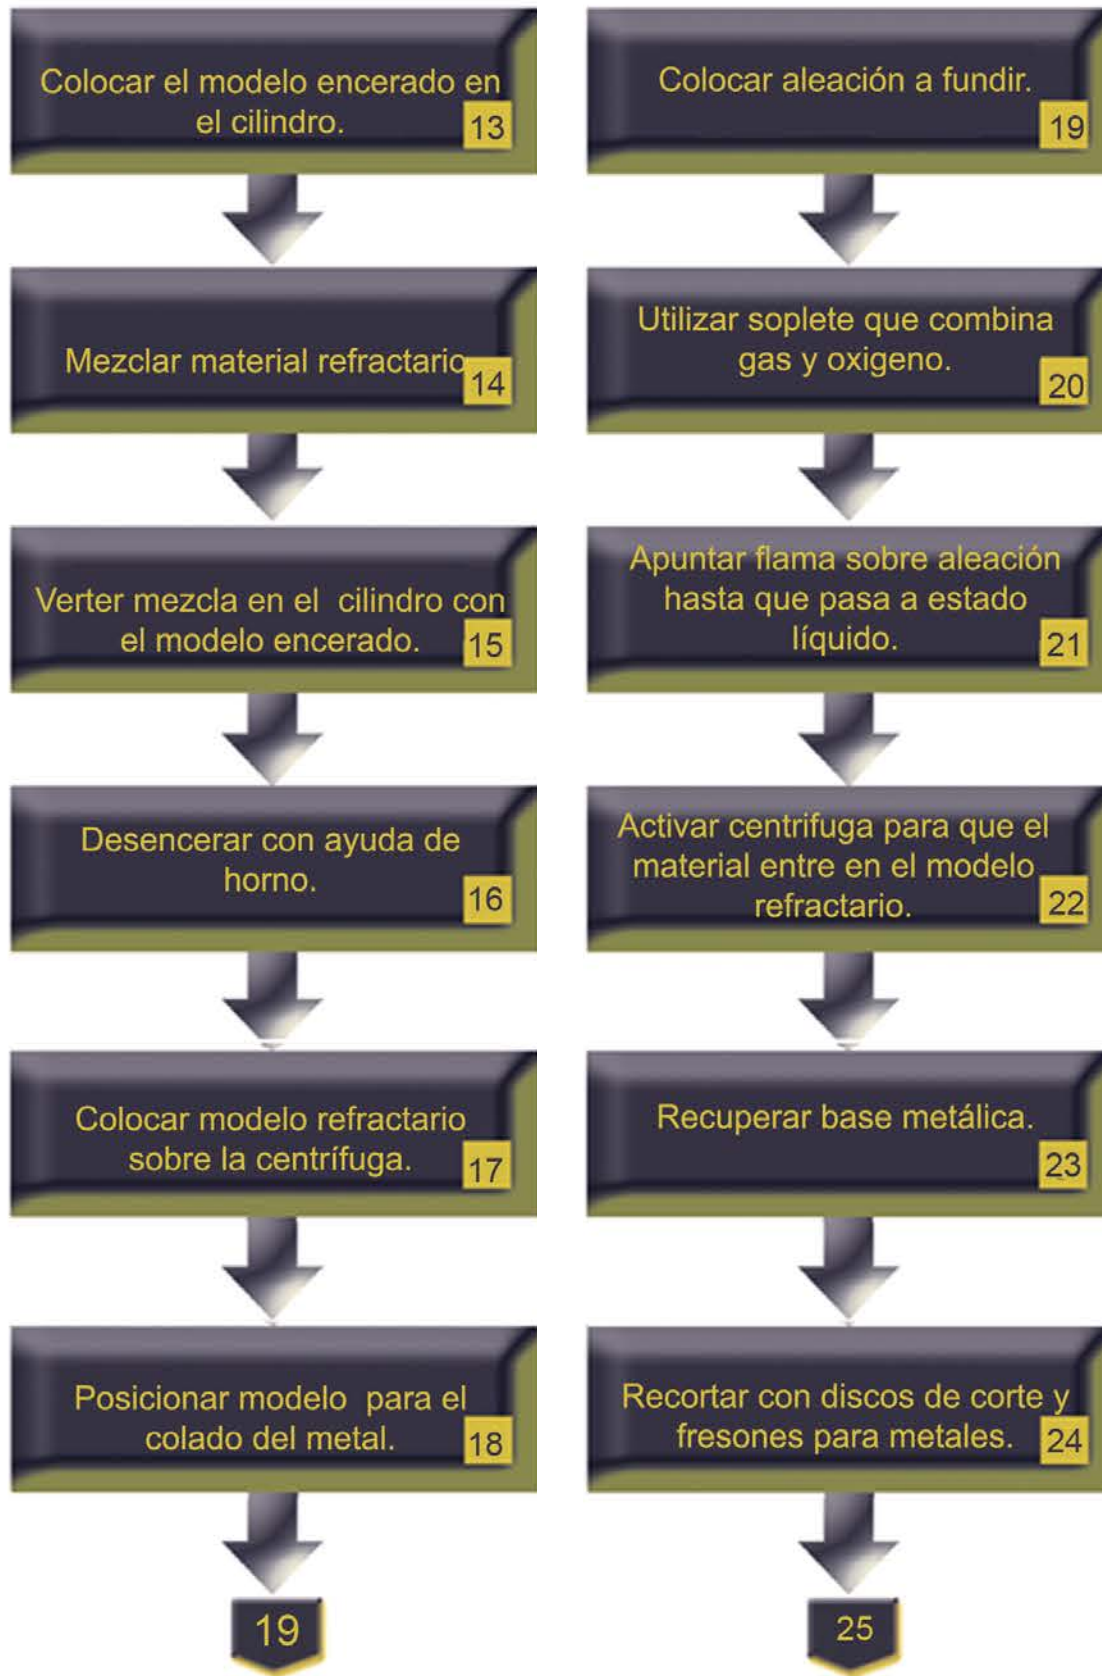 Colocar el modelo encerado en
el cilindro.
13
Mezclar material refractario
14
Verter mezcla en el cilindro con
el modelo encerado.
15
Desencerar con ayuda de
horno.
16
Colocar modelo refractario
sobre la centrífuga.
17
Posicionar modelo para el
colado del metal.
18
19
Colocar aleación a fundir.
19
Utilizar soplete que combina
gas y oxigeno.
20
Apuntar flama sobre aleación
hasta que pasa a estado
líquido.
21
Activar centrifuga para que el
material entre en el modelo
refractario.
22
Recuperar base metálica.
23
Recortar con discos de corte y
fresones para metales.
24
25